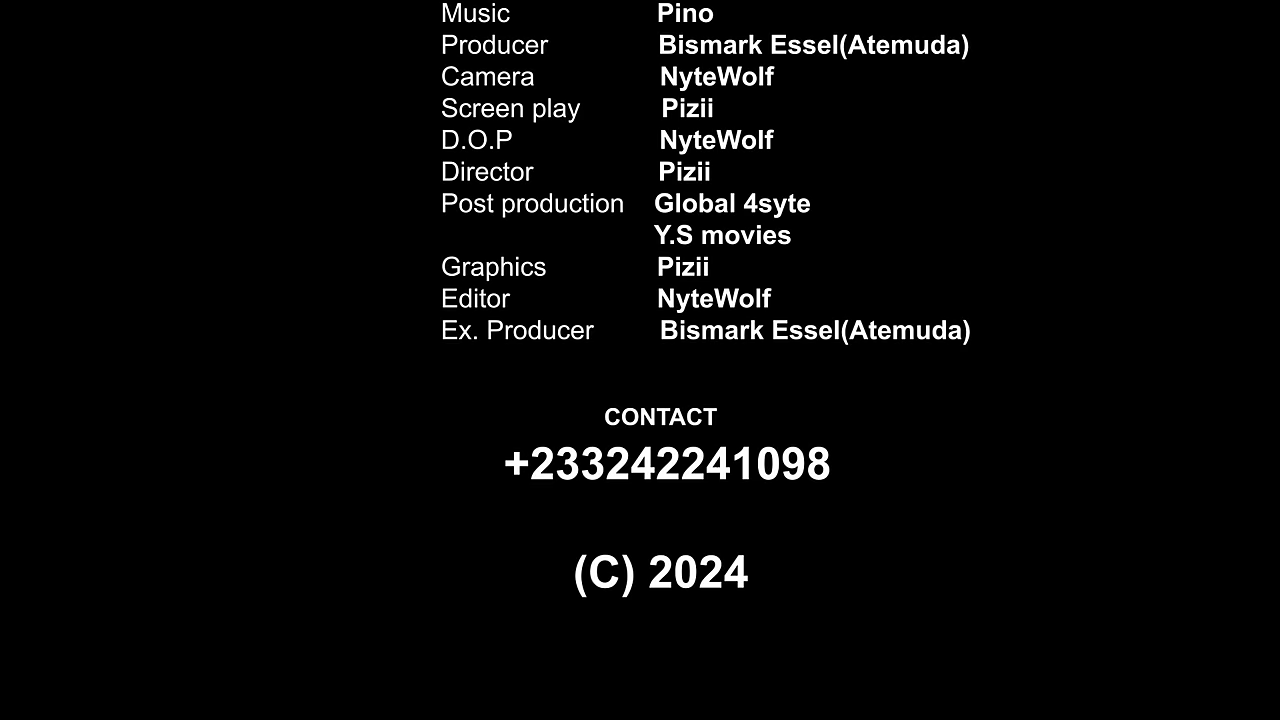 Music Pino
Producer Bismark Essel(Atemuda)
Camera NyteWolf
Screen play Pizii
D.O.P NyteWolf
Director Pizii
Post production Global 4syte
Y.S movies
Graphics Pizii
Editor NyteWolf
Ex. Producer Bismark Essel(Atemuda)
CONTACT
+233242241098
(C) 2024